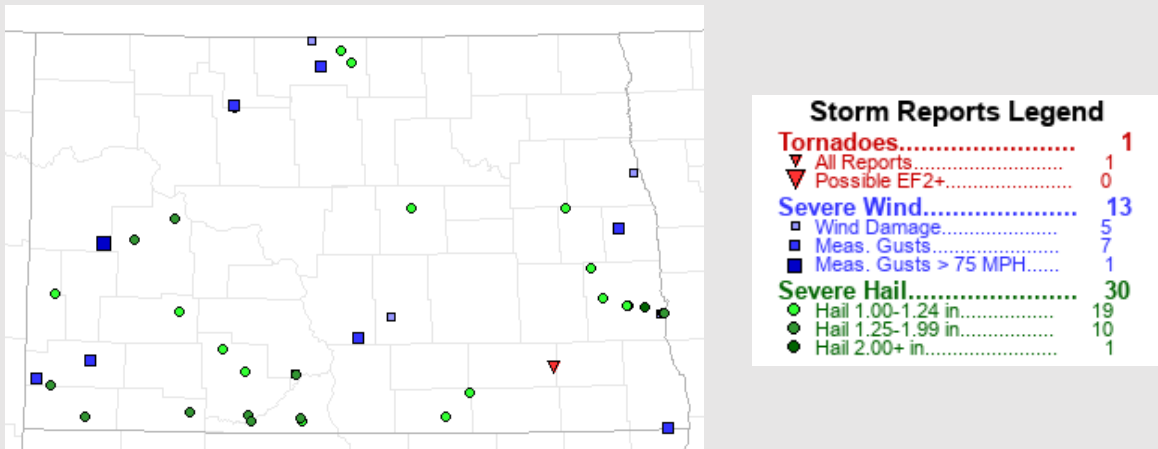 Storm Reports Legend
Tornadoes........................ 1
All Reports...................... 1
Possible EF2+...................... 0
Severe Wind...................... 13
Wind Damage.................... 5
Meas. Gusts...................... 7
Meas. Gusts > 75 MPH...... 1
Severe Hail......................... 30
Hail 1.00-1.24 in................. 19
Hail 1.25-1.99 in................. 10
Hail 2.00+ in....................... 1